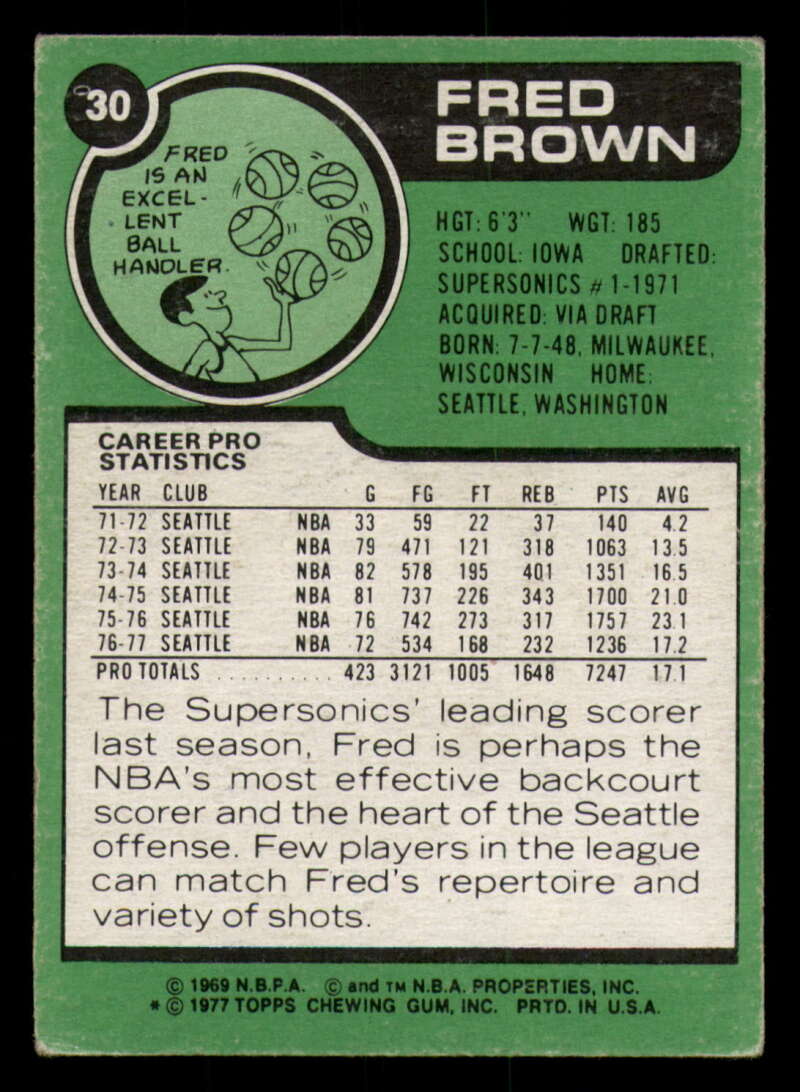 30
FRED
BROWN
FRED
IS AN
EXCEL-
LENT
BALL
HANDLER.
HGT: 6'3" WGT: 185
SCHOOL: IOWA DRAFTED:
SUPERSONICS # 1-1971
ACQUIRED: VIA DRAFT
BORN: 7-7-48, MILWAUKEE,
WISCONSIN HOME:
SEATTLE, WASHINGTON
CAREER PRO
STATISTICS
YEAR CLUB G FG FT REB PTS AVG
71-72 SEATTLE NBA 33 59 22 37 140 4.2
72-73 SEATTLE NBA 79 471 121 318 1063 13.5
73-74 SEATTLE NBA 82 578 195 401 1351 16.5
74-75 SEATTLE NBA 81 737 226 343 1700 21.0
75-76 SEATTLE NBA 76 742 273 317 1757 23.1
76-77 SEATTLE NBA 72 534 168 232 1236 17.2
PRO TOTALS .......... 423 3121 1005 1648 7247 17.1
The Supersonics' leading scorer
last season, Fred is perhaps the
NBA's most effective backcourt
scorer and the heart of the Seattle
offense. Few players in the league
can match Fred's repertoire and
variety of shots.
© 1969 N.B.P.A. © and TM N.B.A. PROPERTIES, INC.
* © 1977 TOPPS CHEWING GUM, INC. PRTD. IN U.S.A.